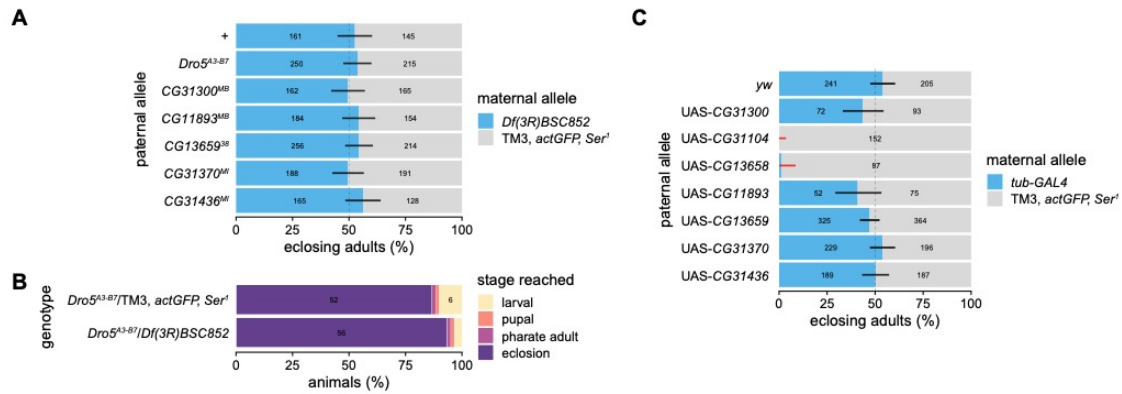 A
paternal allele
+ 161 145
Dro5A3-B7 250 215
CG31300MB 162 165
CG11893MB 184 154
CG1365938 256 214
CG31370MI 188 191
CG31436MI 165 128
0 25 50 75 100
eclosing adults (%)
maternal allele
Df(3R)BSC852
TM3, actGFP, Ser1
B
genotype
Dro5A3-B7/TM3, actGFP, Ser1 52 6
Dro5A3-B7/Df(3R)BSC852 56
0 25 50 75 100
animals (%)
stage reached
larval
pupal
pharate adult
eclosion
C
paternal allele
yw 241 205
UAS-CG31300 72 93
UAS-CG31104 152
UAS-CG13658 87
UAS-CG11893 52 75
UAS-CG13659 325 364
UAS-CG31370 229 196
UAS-CG31436 189 187
0 25 50 75 100
eclosing adults (%)
maternal allele
tub-GAL4
TM3, actGFP, Ser1